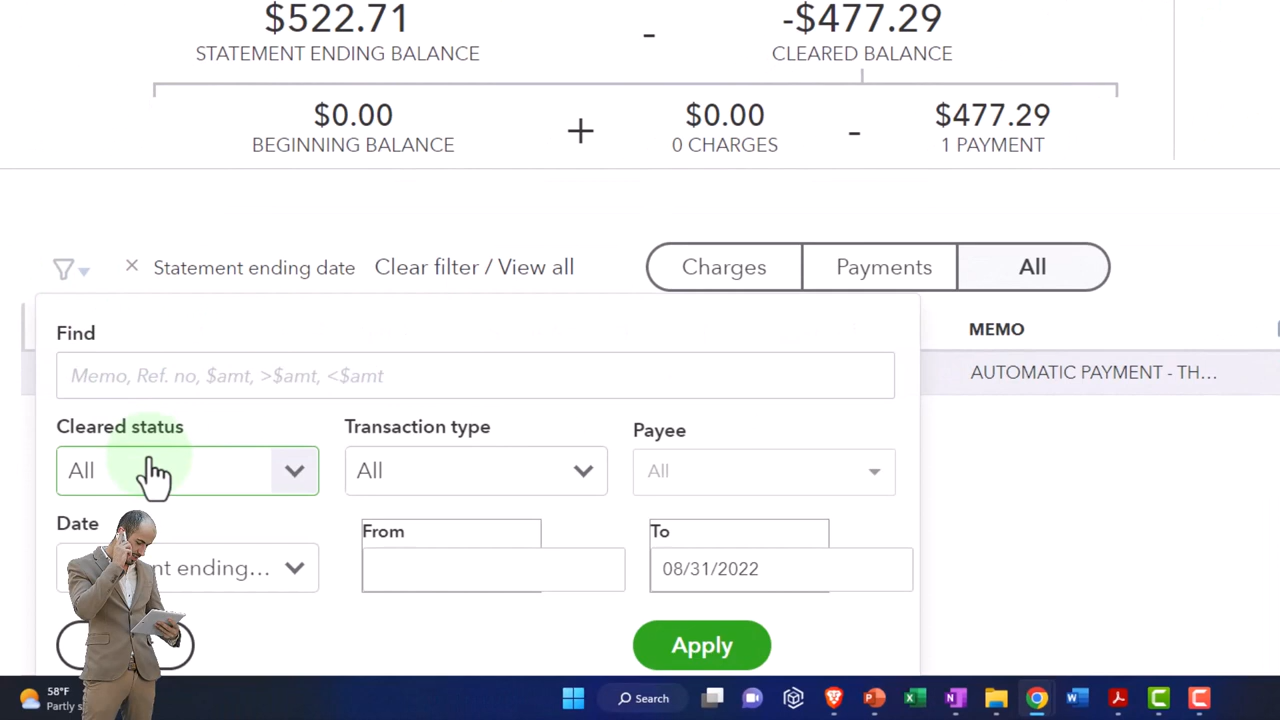 $522.71 - -$477.29
STATEMENT ENDING BALANCE CLEARED BALANCE
$0.00 + $0.00 - $477.29
BEGINNING BALANCE 0 CHARGES 1 PAYMENT
× Statement ending date Clear filter / View all Charges Payments All
Find
MEMO
Memo, Ref. no, $amt, >$amt, <$amt
AUTOMATIC PAYMENT - TH...
Cleared status Transaction type Payee
All All All
Date From To
nt ending... 08/31/2022
Apply
58°F
Partly s
Search